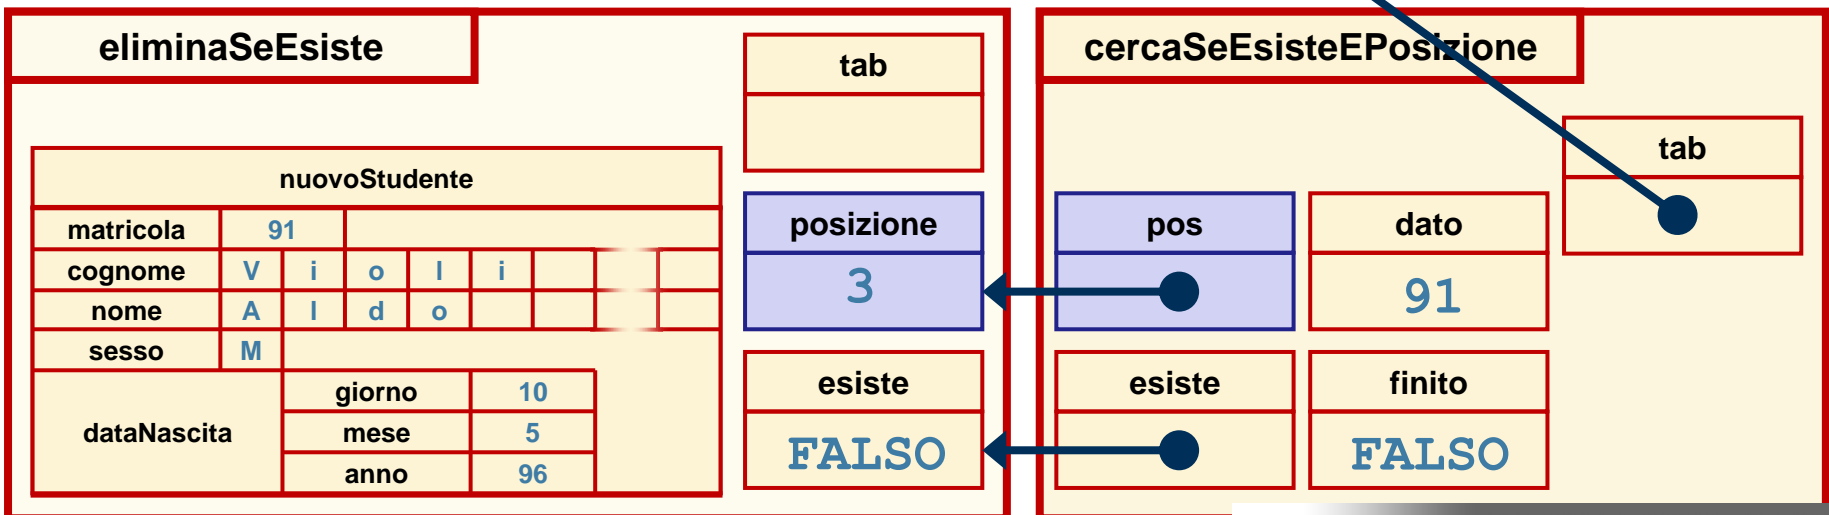 eliminaSeEsiste
tab
nuovoStudente
matricola 91
cognome V i o l i
nome A l d o
sesso M
dataNascita
giorno 10
mese 5
anno 96
posizione
3
esiste
FALSO
cercaSeEsisteEPosizione
tab
pos
dato
91
esiste
finito
FALSO